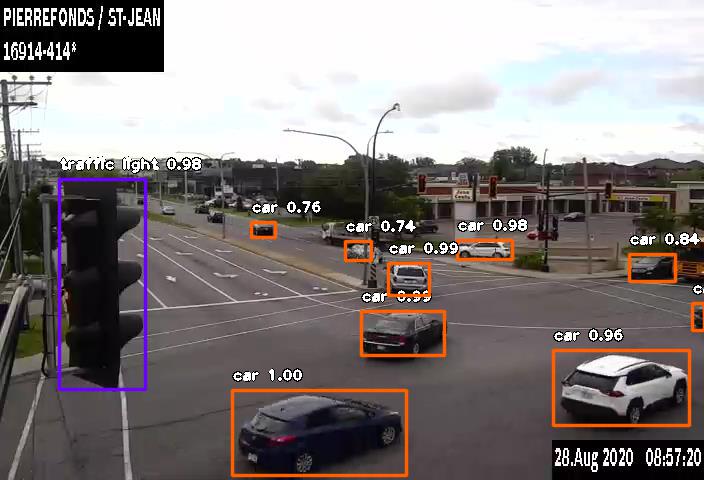 PIERREFONDS / ST-JEAN
16914-414*
traffic light 0.98
car 0.76
car 0.74
car 0.98
car 0.99
car 0.84
car 0.99
car 0.96
car 1.00
Jean
Coutu
28.Aug 2020 08:57:20